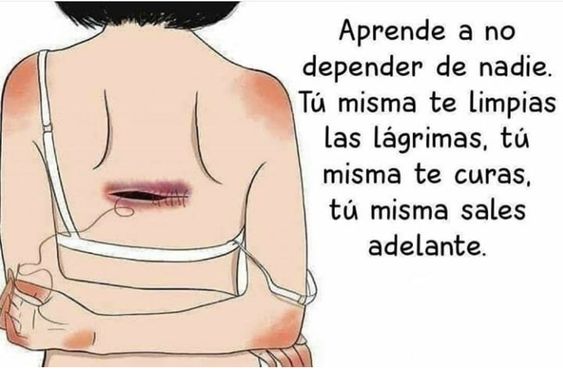 Aprende a no
depender de nadie.
Tú misma te limpias
las lágrimas, tú
misma te curas,
tú misma sales
adelante.